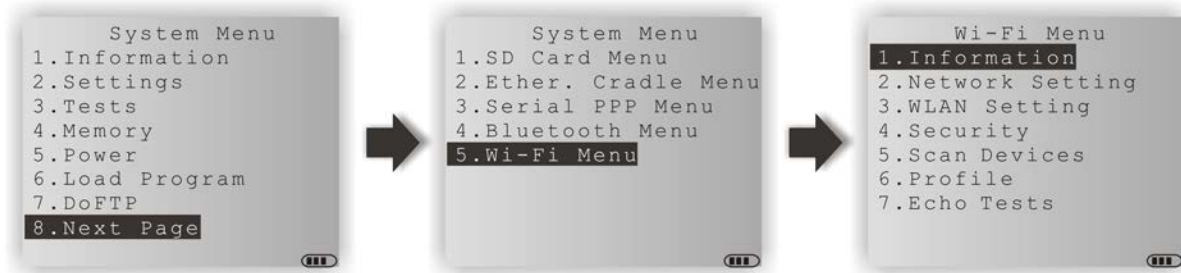 System Menu
1.Information
2.Settings
3.Tests
4.Memory
5.Power
6.Load Program
7.DoFTP
8.Next Page
System Menu
1.SD Card Menu
2.Ether. Cradle Menu
3.Serial PPP Menu
4.Bluetooth Menu
5.Wi-Fi Menu
Wi-Fi Menu
1.Information
2.Network Setting
3.WLAN Setting
4.Security
5.Scan Devices
6.Profile
7.Echo Tests